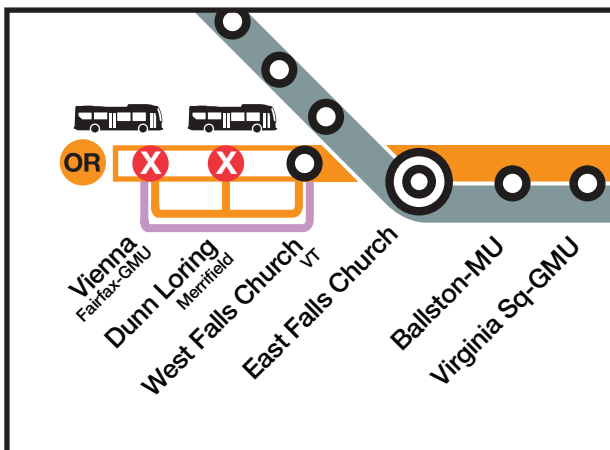 OR
X
X
Vienna
Fairfax-GMU
Dunn Loring
Merrifield
West Falls Church
VT
East Falls Church
Ballston-MU
Virginia Sq-GMU